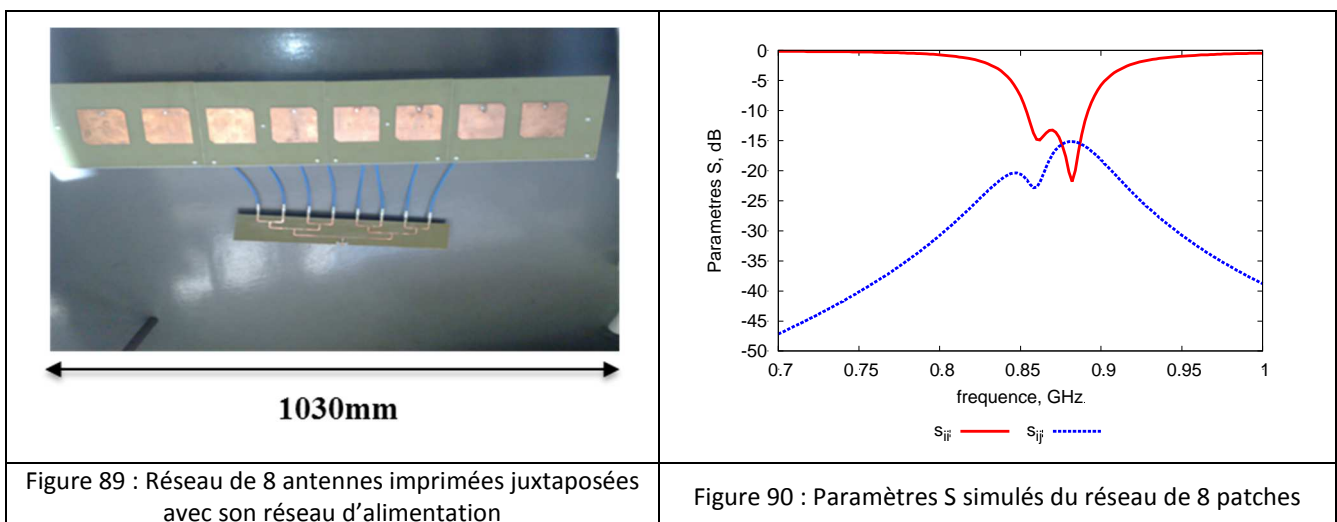 1030mm
Figure 89 : Réseau de 8 antennes imprimées juxtaposées
avec son réseau d'alimentation
0
-5
-10
-15
-20
-25
-30
-35
-40
-45
-50
0.7
0.75
0.8
0.85
0.9
0.95
1
Parametres S, dB
frequence, GHz
s_ii
s_ij
Figure 90 : Paramètres S simulés du réseau de 8 patches